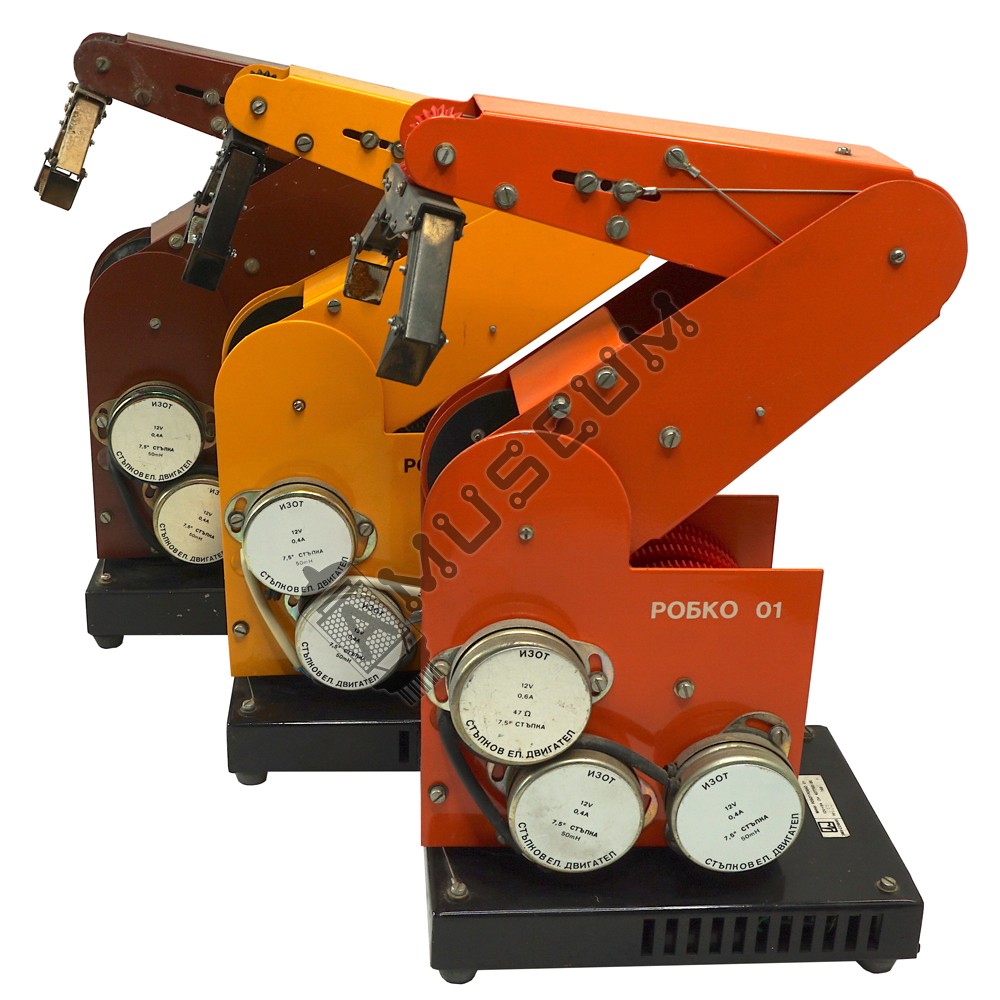 ИЗОТ
12V
0,4A
7,5° СТЪПКА
50mH
СТЪПКОВ ЕЛ. ДВИГАТЕЛ
ИЗОТ
12V
0,4A
7,5° СТЪПКА
50mH
СТЪПКОВ ЕЛ. ДВИГАТЕЛ
РО
ИЗОТ
12V
0,4A
7,5° СТЪПКА
50mH
СТЪПКОВ ЕЛ. ДВИГАТЕЛ
7,5° СТЪПКА
50mH
СТЪПКОВ ЕЛ. ДВИГАТЕЛ
MUSEUM
РОБКО 01
ИЗОТ
12V
0,6A
47 Ω
7,5° СТЪПКА
СТЪПКОВ ЕЛ. ДВИГАТЕЛ
ИЗОТ
12V
0,4A
7,5° СТЪПКА
50mH
СТЪПКОВ ЕЛ. ДВИГАТЕЛ
ИЗОТ
12V
0,4A
7,5° СТЪПКА
50mH
СТЪПКОВ ЕЛ. ДВИГАТЕЛ